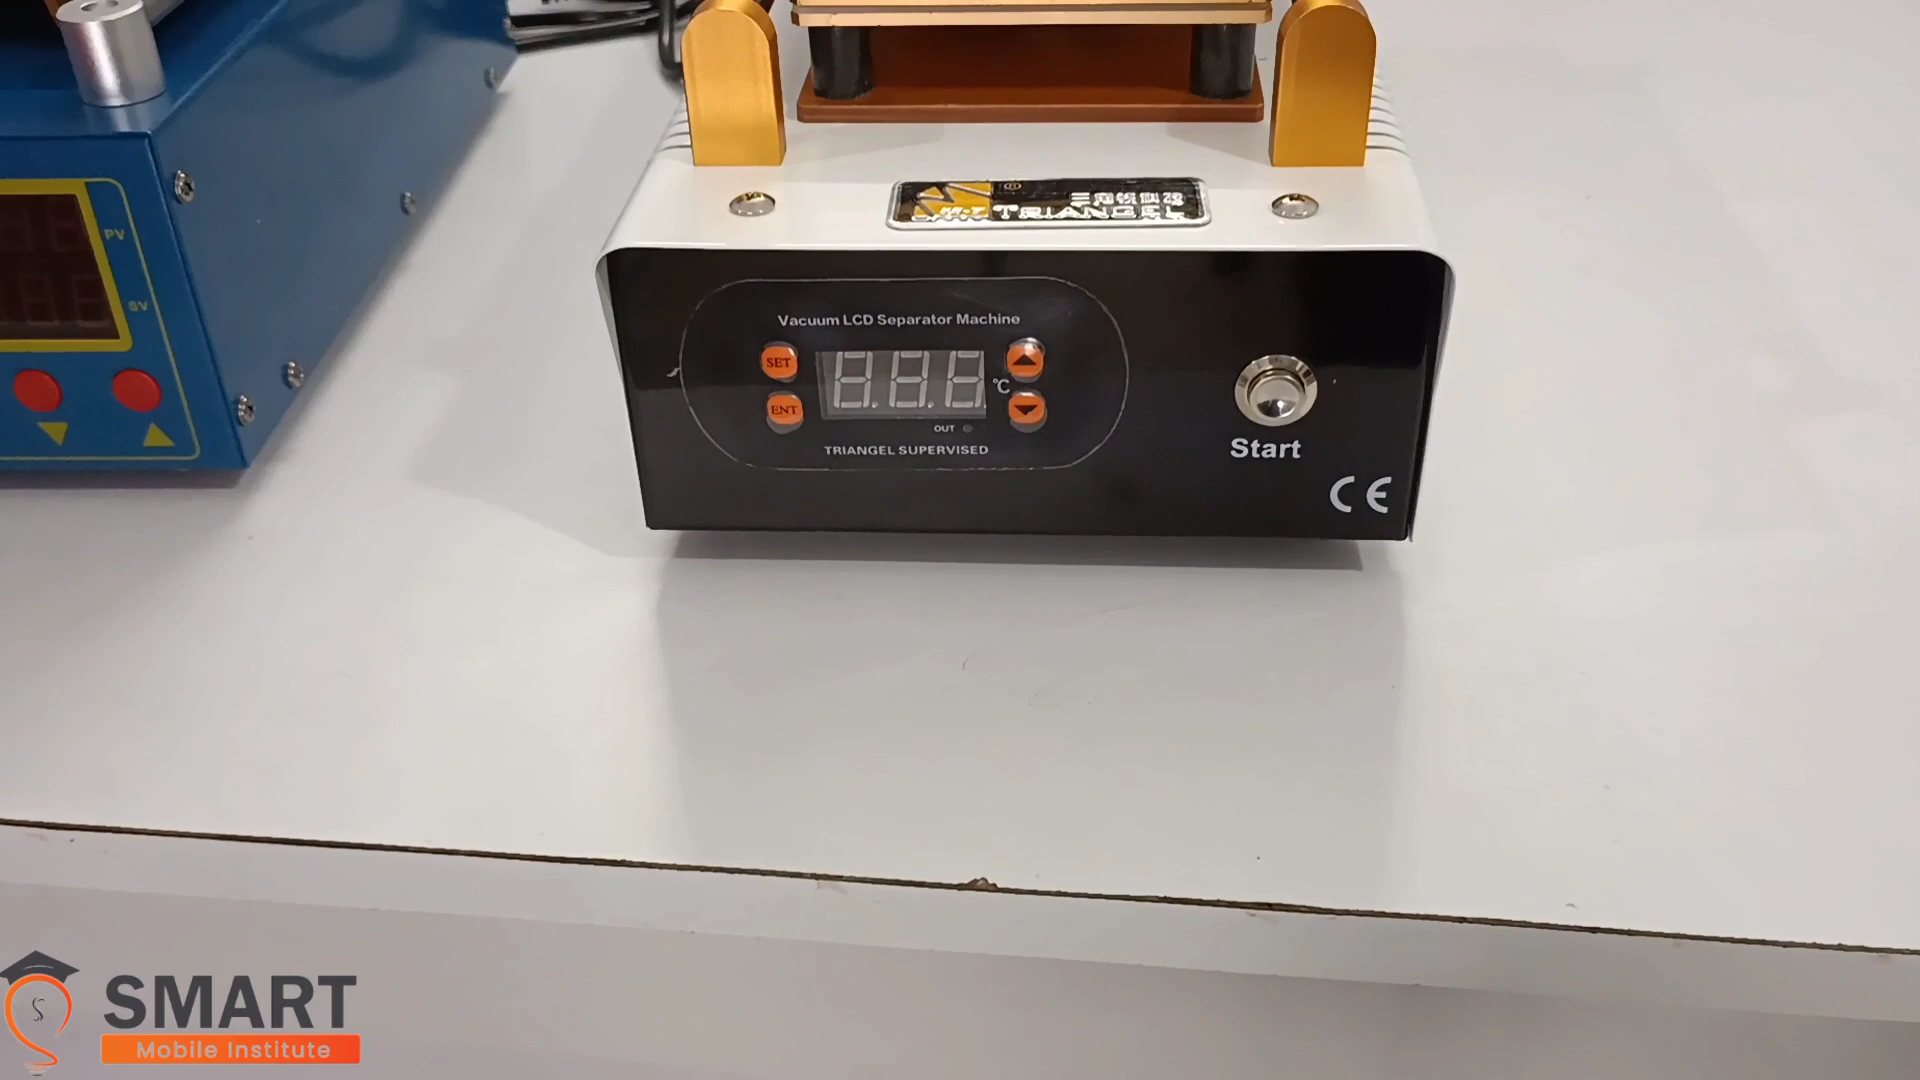 PV
SV
M-T
®
TRIANGEL
Vacuum LCD Separator Machine
SET
ENT
°C
OUT
TRIANGEL SUPERVISED
Start
CE
SMART
Mobile Institute